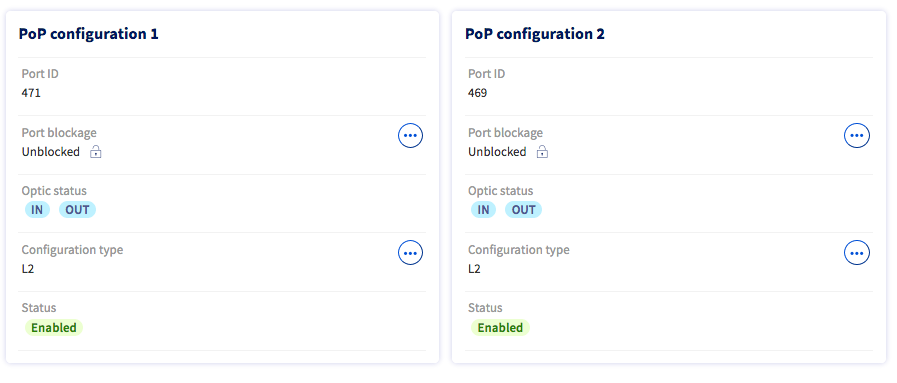 PoP configuration 1
Port ID
471
Port blockage
Unblocked
Optic status
IN OUT
Configuration type
L2
Status
Enabled
PoP configuration 2
Port ID
469
Port blockage
Unblocked
Optic status
IN OUT
Configuration type
L2
Status
Enabled